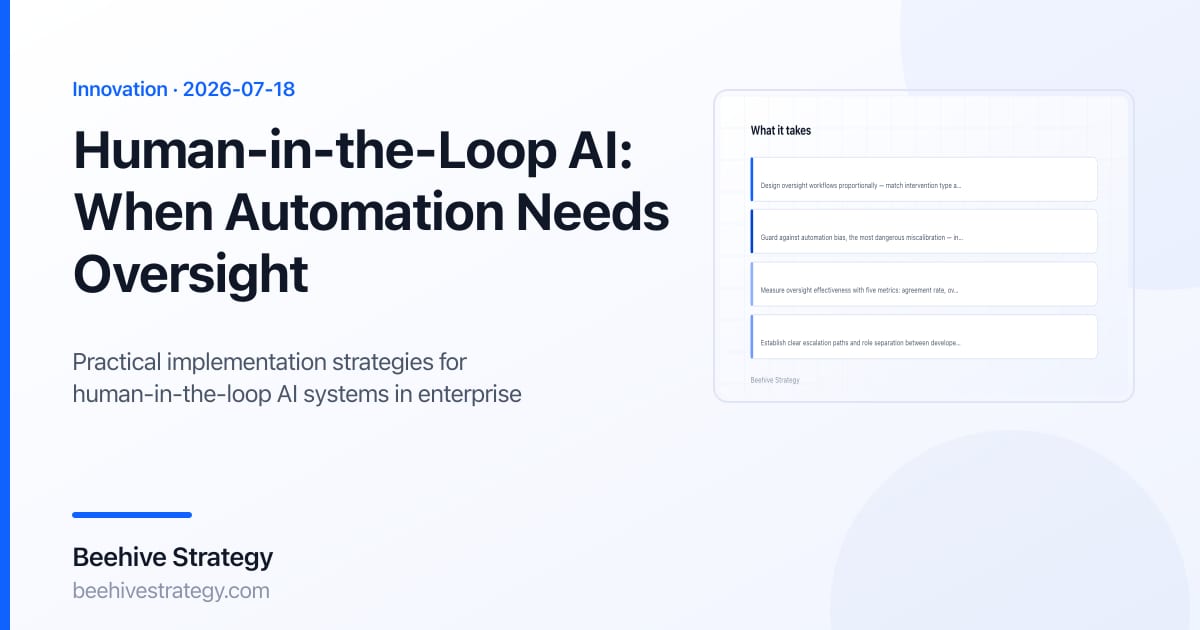 Innovation · 2026-07-18
Human-in-the-Loop AI:
When Automation Needs
Oversight
Practical implementation strategies for
human-in-the-loop AI systems in enterprise
Beehive Strategy
beehivestrategy.com
What it takes
Design oversight workflows proportionally — match intervention type a...
Guard against automation bias, the most dangerous miscalibration — in...
Measure oversight effectiveness with five metrics: agreement rate, ov...
Establish clear escalation paths and role separation between develope...
Beehive Strategy